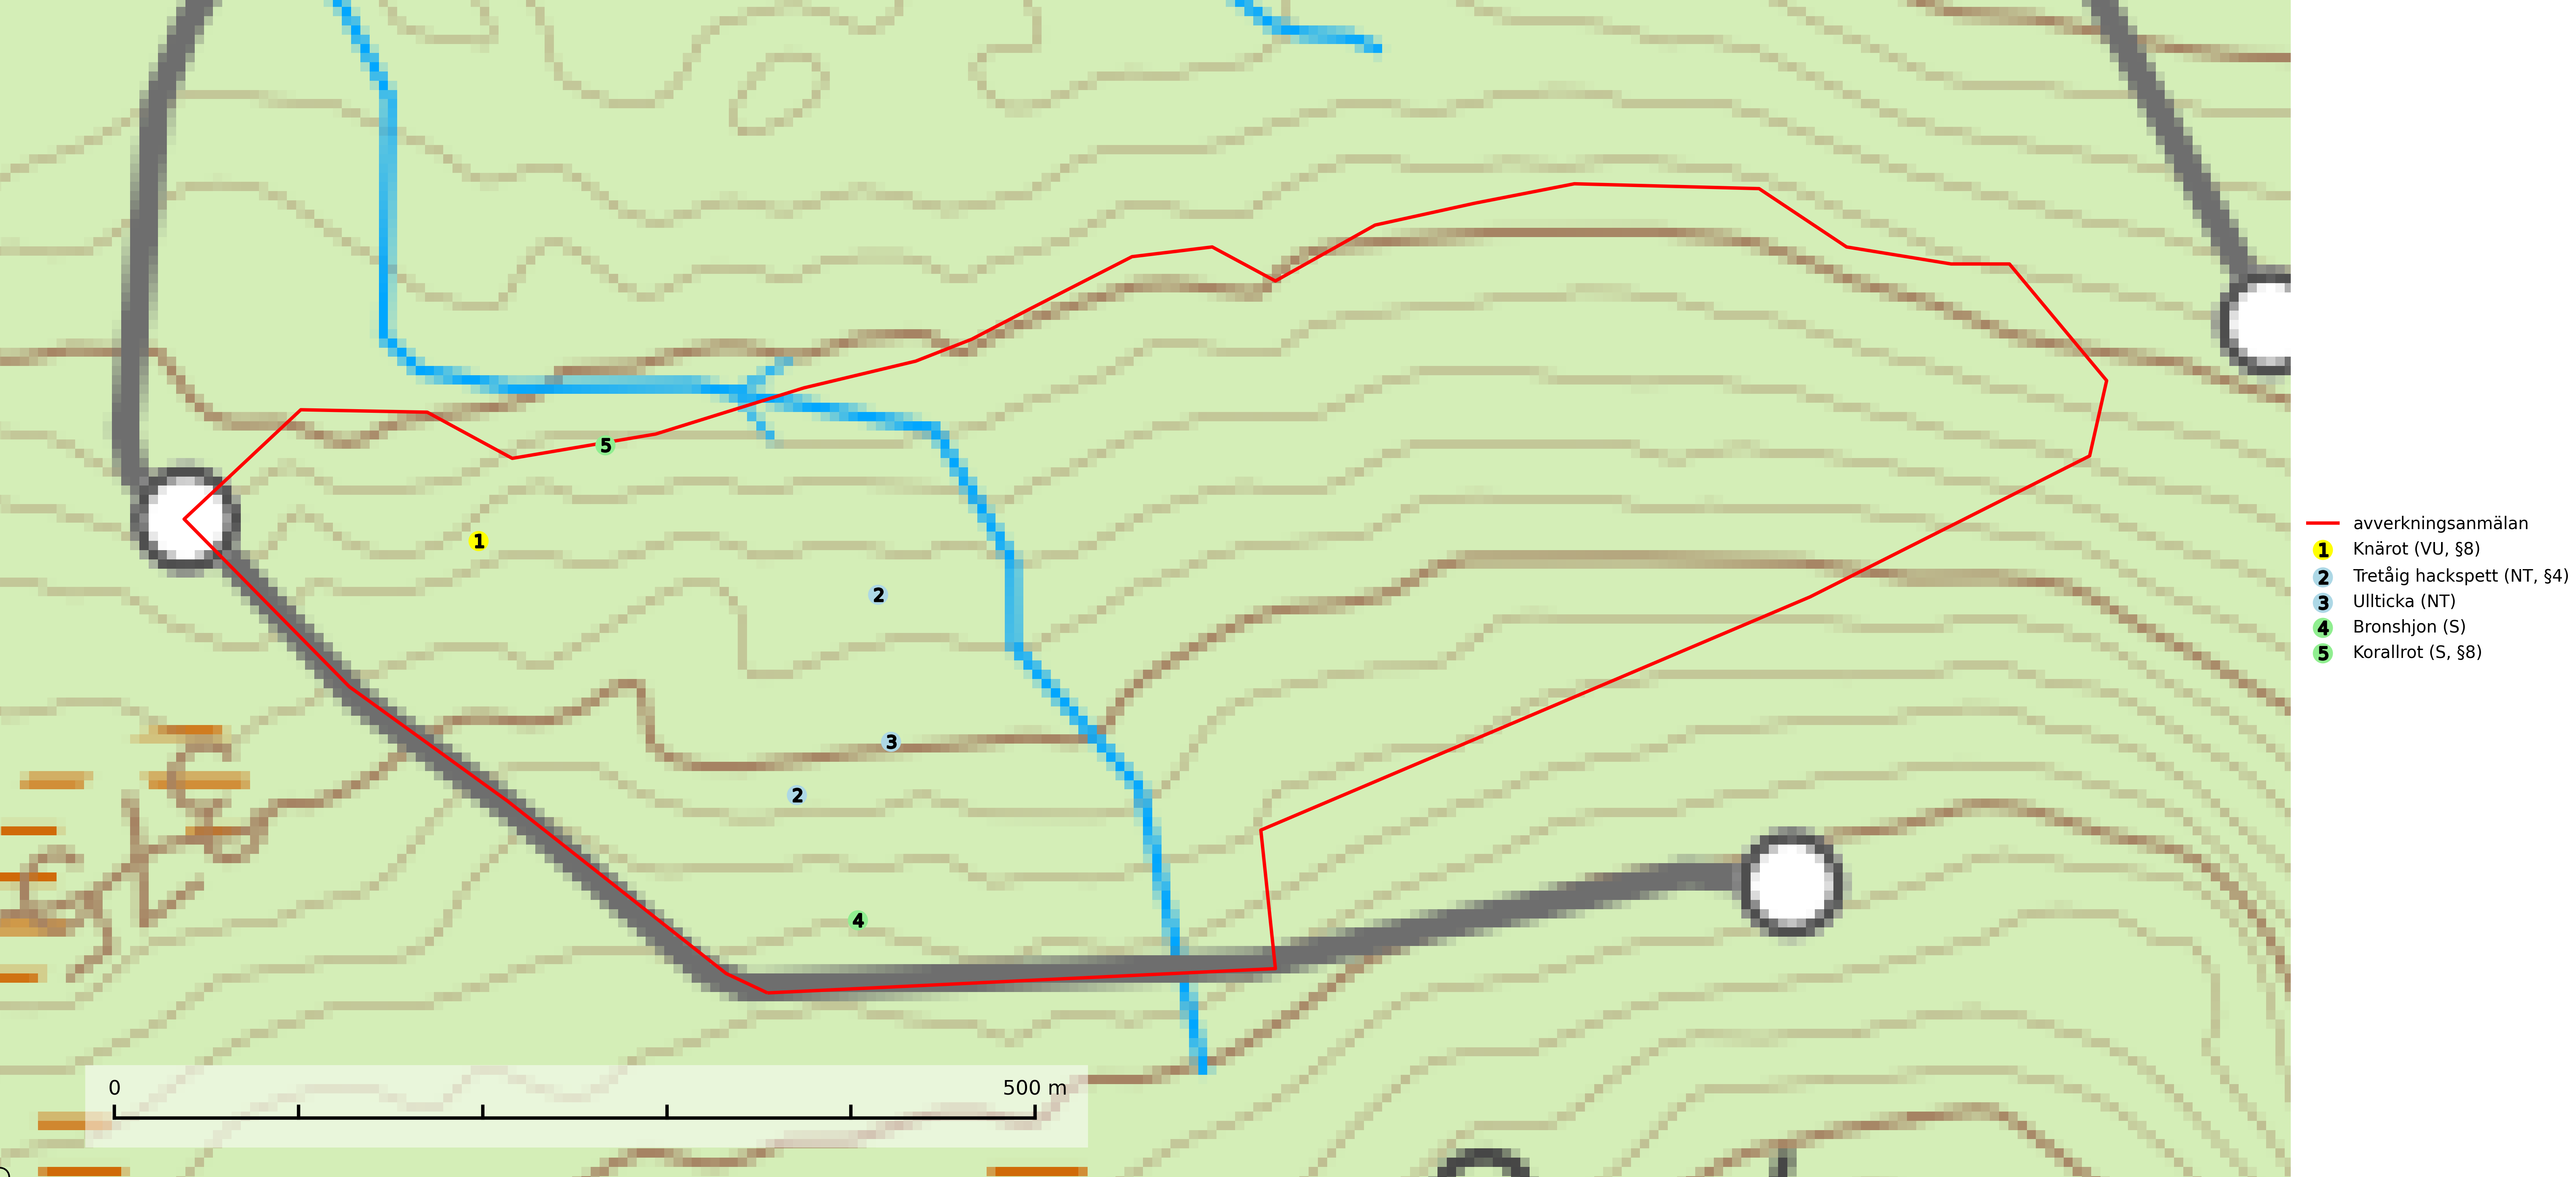 5
1
2
3
2
4
0 500 m
avverkningsanmälan
1 Knärot (VU, §8)
2 Tretåig hackspett (NT, §4)
3 Ullticka (NT)
4 Bronshjon (S)
5 Korallrot (S, §8)